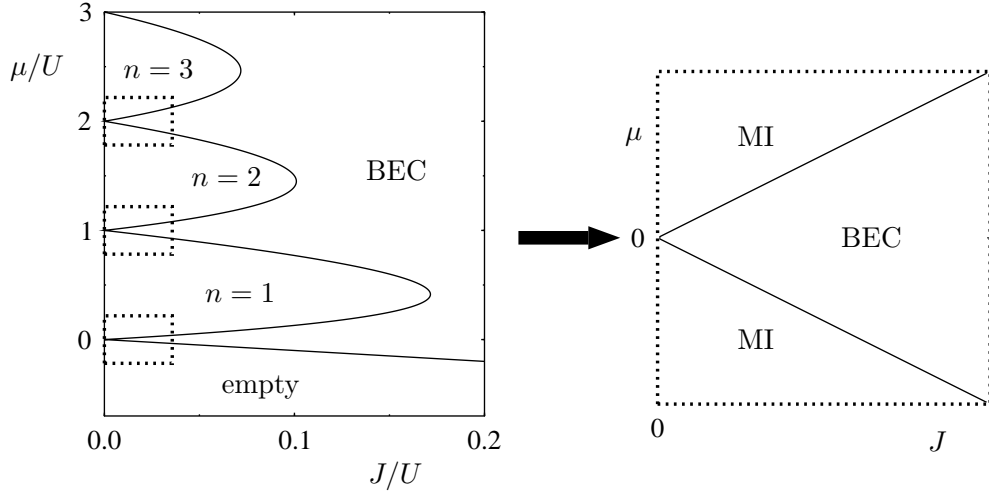 3
μ/U
n = 3
2
n = 2
BEC
1
n = 1
0
empty
0.0
0.1
0.2
J/U
μ
MI
0
BEC
MI
0
J